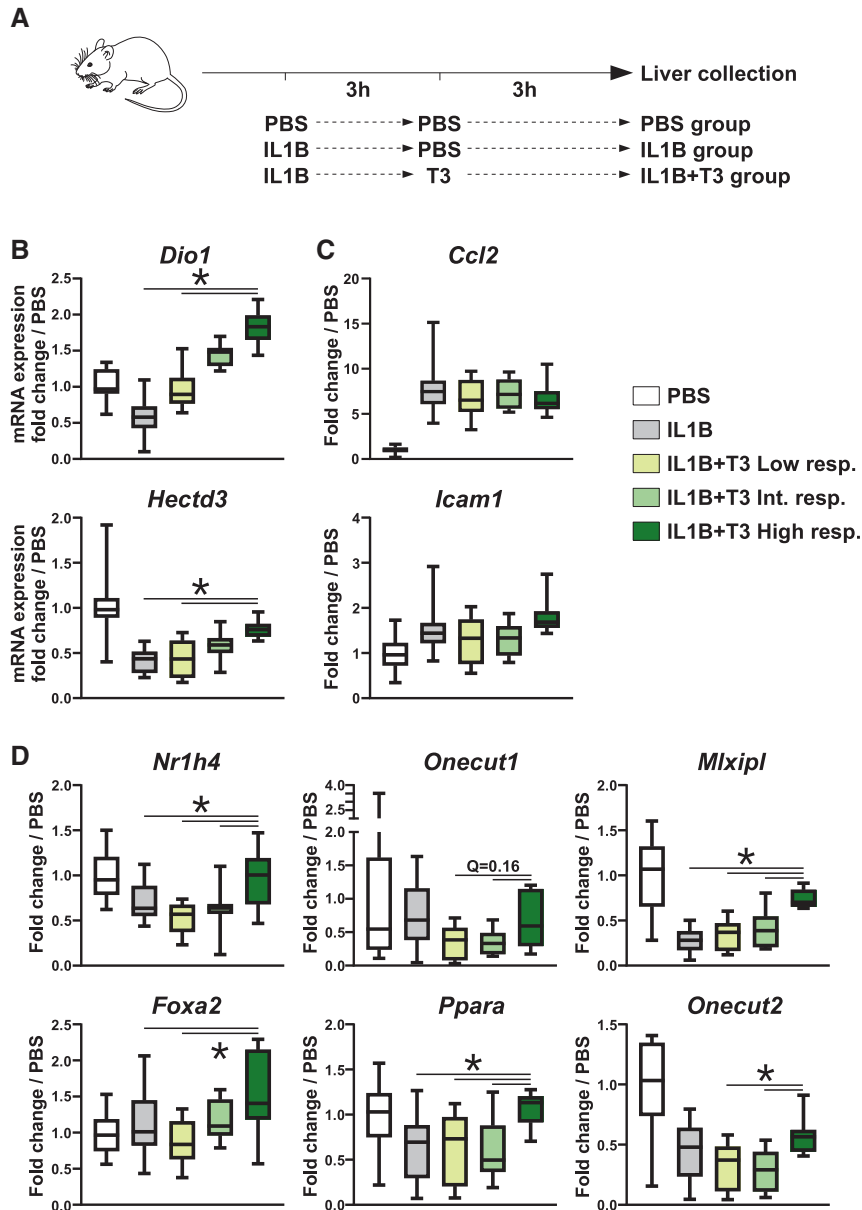 A
3h 3h Liver collection
PBS PBS PBS group
IL1B PBS IL1B group
IL1B T3 IL1B+T3 group
B
Dio1
mRNA expression
fold change / PBS
2.5
2.0
1.5
1.0
0.5
0.0
*
Hectd3
mRNA expression
fold change / PBS
2.0
1.5
1.0
0.5
0.0
*
C
Ccl2
Fold change / PBS
20
15
10
5
0
Icam1
Fold change / PBS
4
3
2
1
0
PBS
IL1B
IL1B+T3 Low resp.
IL1B+T3 Int. resp.
IL1B+T3 High resp.
D
Nr1h4
Fold change / PBS
2.0
1.5
1.0
0.5
0.0
*
Onecut1
Fold change / PBS
4.0
2.5
2.0
1.5
1.0
0.5
0.0
Q=0.16
Mlxipl
Fold change / PBS
2.0
1.5
1.0
0.5
0.0
*
Foxa2
Fold change / PBS
2.5
2.0
1.5
1.0
0.5
0.0
*
Ppara
Fold change / PBS
2.0
1.5
1.0
0.5
0.0
*
Onecut2
Fold change / PBS
1.5
1.0
0.5
0.0
*